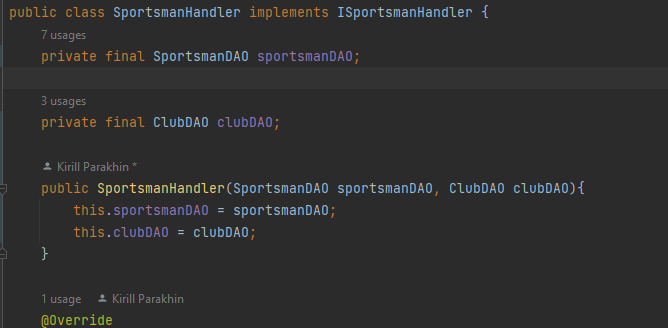 public class SportsmanHandler implements ISportsmanHandler {
7 usages
private final SportsmanDAO sportsmanDAO;
3 usages
private final ClubDAO clubDAO;
Kirill Parakhin *
public SportsmanHandler(SportsmanDAO sportsmanDAO, ClubDAO clubDAO){
this.sportsmanDAO = sportsmanDAO;
this.clubDAO = clubDAO;
}
1 usage Kirill Parakhin
@Override